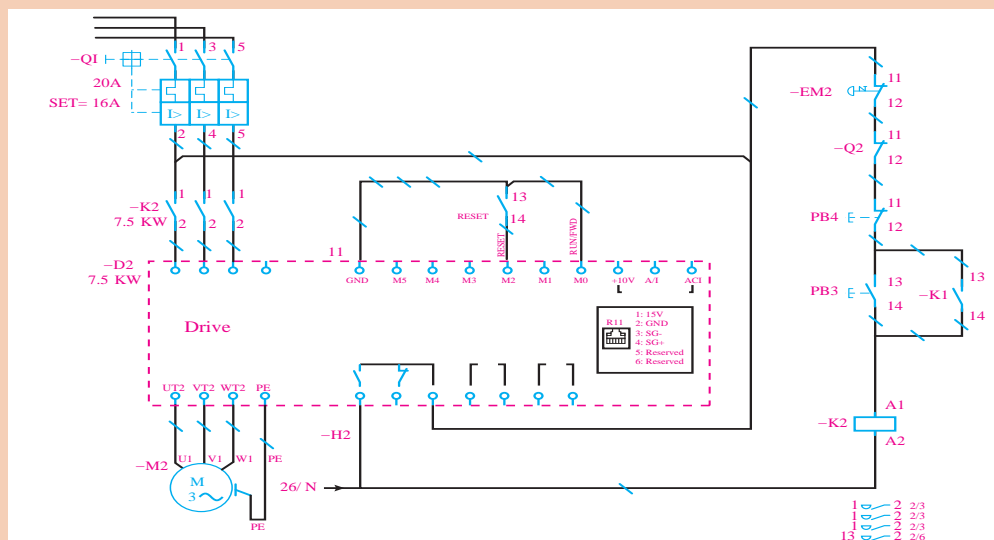 1 3 5
−QI
20A
SET= 16A
I> I> I>
2 4 5
11
−EM2
12
11
−Q2
12
1 1 1
−K2
7.5 KW
2 2 2
13
RESET
14
RESET
RUN/FWD
11
PB4
12
−D2
7.5 KW
11
GND M5 M4 M3 M2 M1 M0 +10V A/I ACI
13
PB3
14
13
−K1
14
Drive
R11
1: 15V
2: GND
3: SG-
4: SG+
5: Reserved
6: Reserved
UT2 VT2 WT2 PE
−H2
A1
−K2
A2
−M2
U1 V1 W1 PE
M
3
PE
26/ N
1 2 2/3
1 2 2/3
1 2 2/3
13 2 2/6